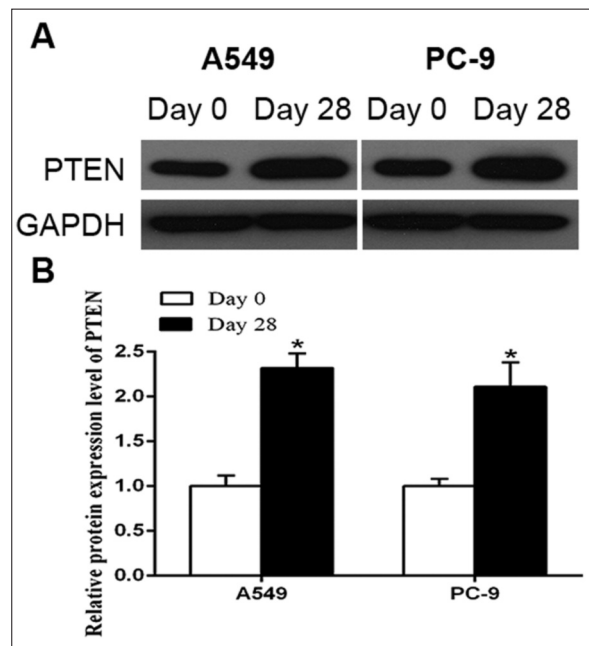 A
A549 PC-9
Day 0 Day 28 Day 0 Day 28
PTEN
GAPDH
B
Day 0
Day 28
Relative protein expression level of PTEN
2.5
* *
2.0
1.5
1.0
0.5
0.0
A549 PC-9